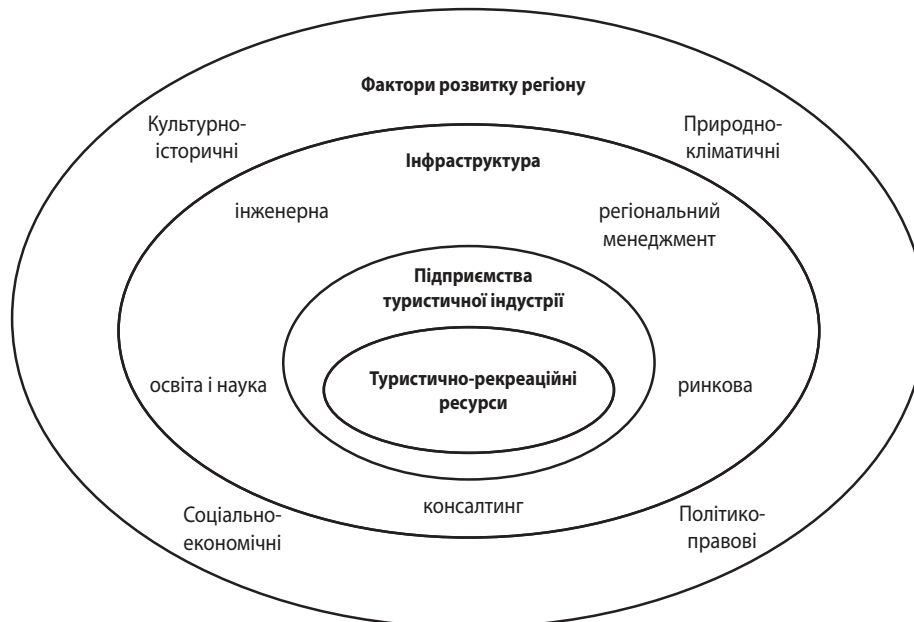 Фактори розвитку регіону
Культурно-
історичні
Природно-
кліматичні
Інфраструктура
інженерна
регіональний
менеджмент
Підприємства
туристичної індустрії
освіта і наука
Туристично-рекреаційні
ресурси
ринкова
консалтинг
Соціально-
економічні
Політико-
правові